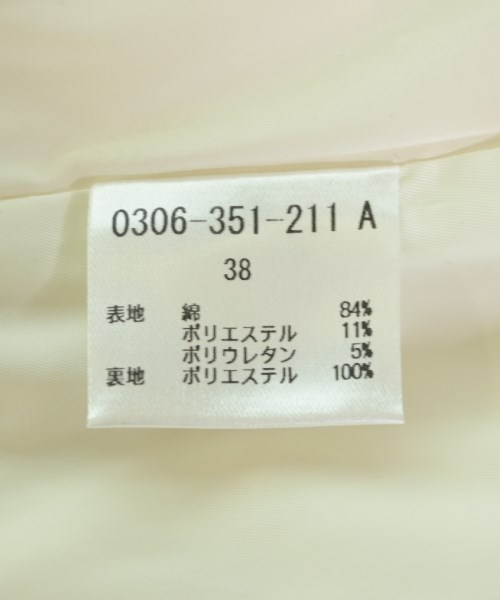 0306-351-211 A
38
表地 綿 84%
ポリエステル 11%
ポリウレタン 5%
裏地 ポリエステル 100%